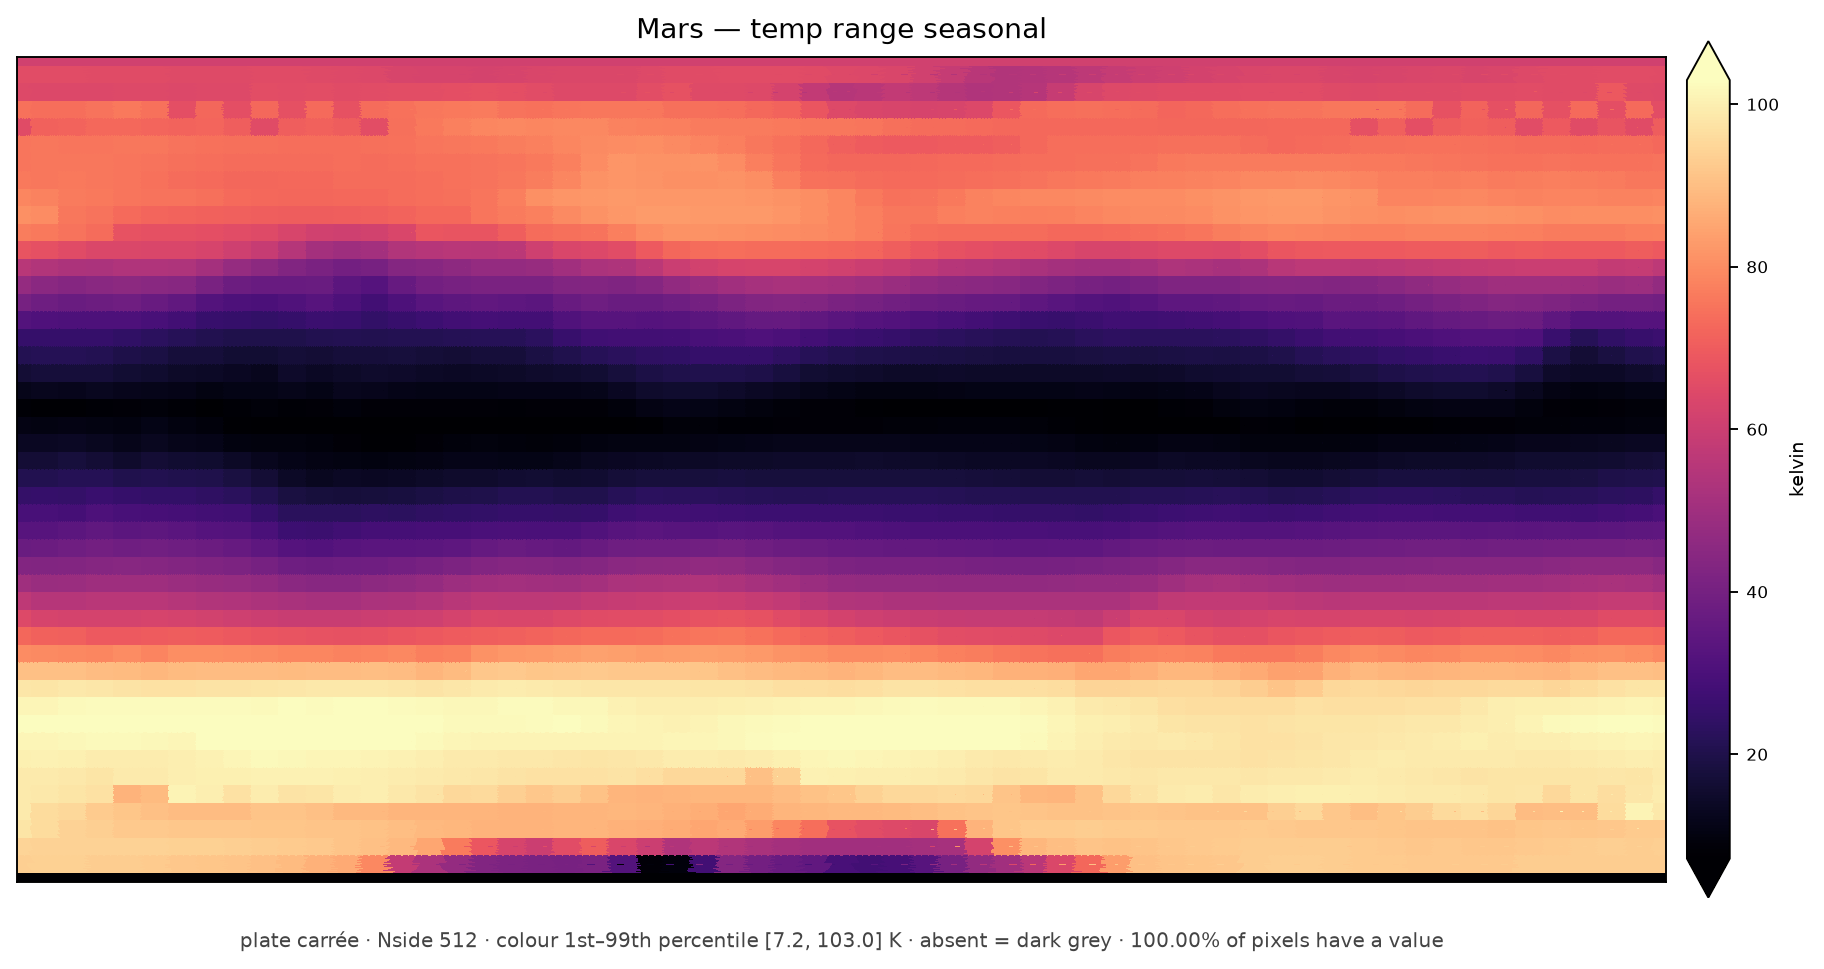 Mars — temp range seasonal
100
80
60
40
20
kelvin
plate carrée · Nside 512 · colour 1st–99th percentile [7.2, 103.0] K · absent = dark grey · 100.00% of pixels have a value